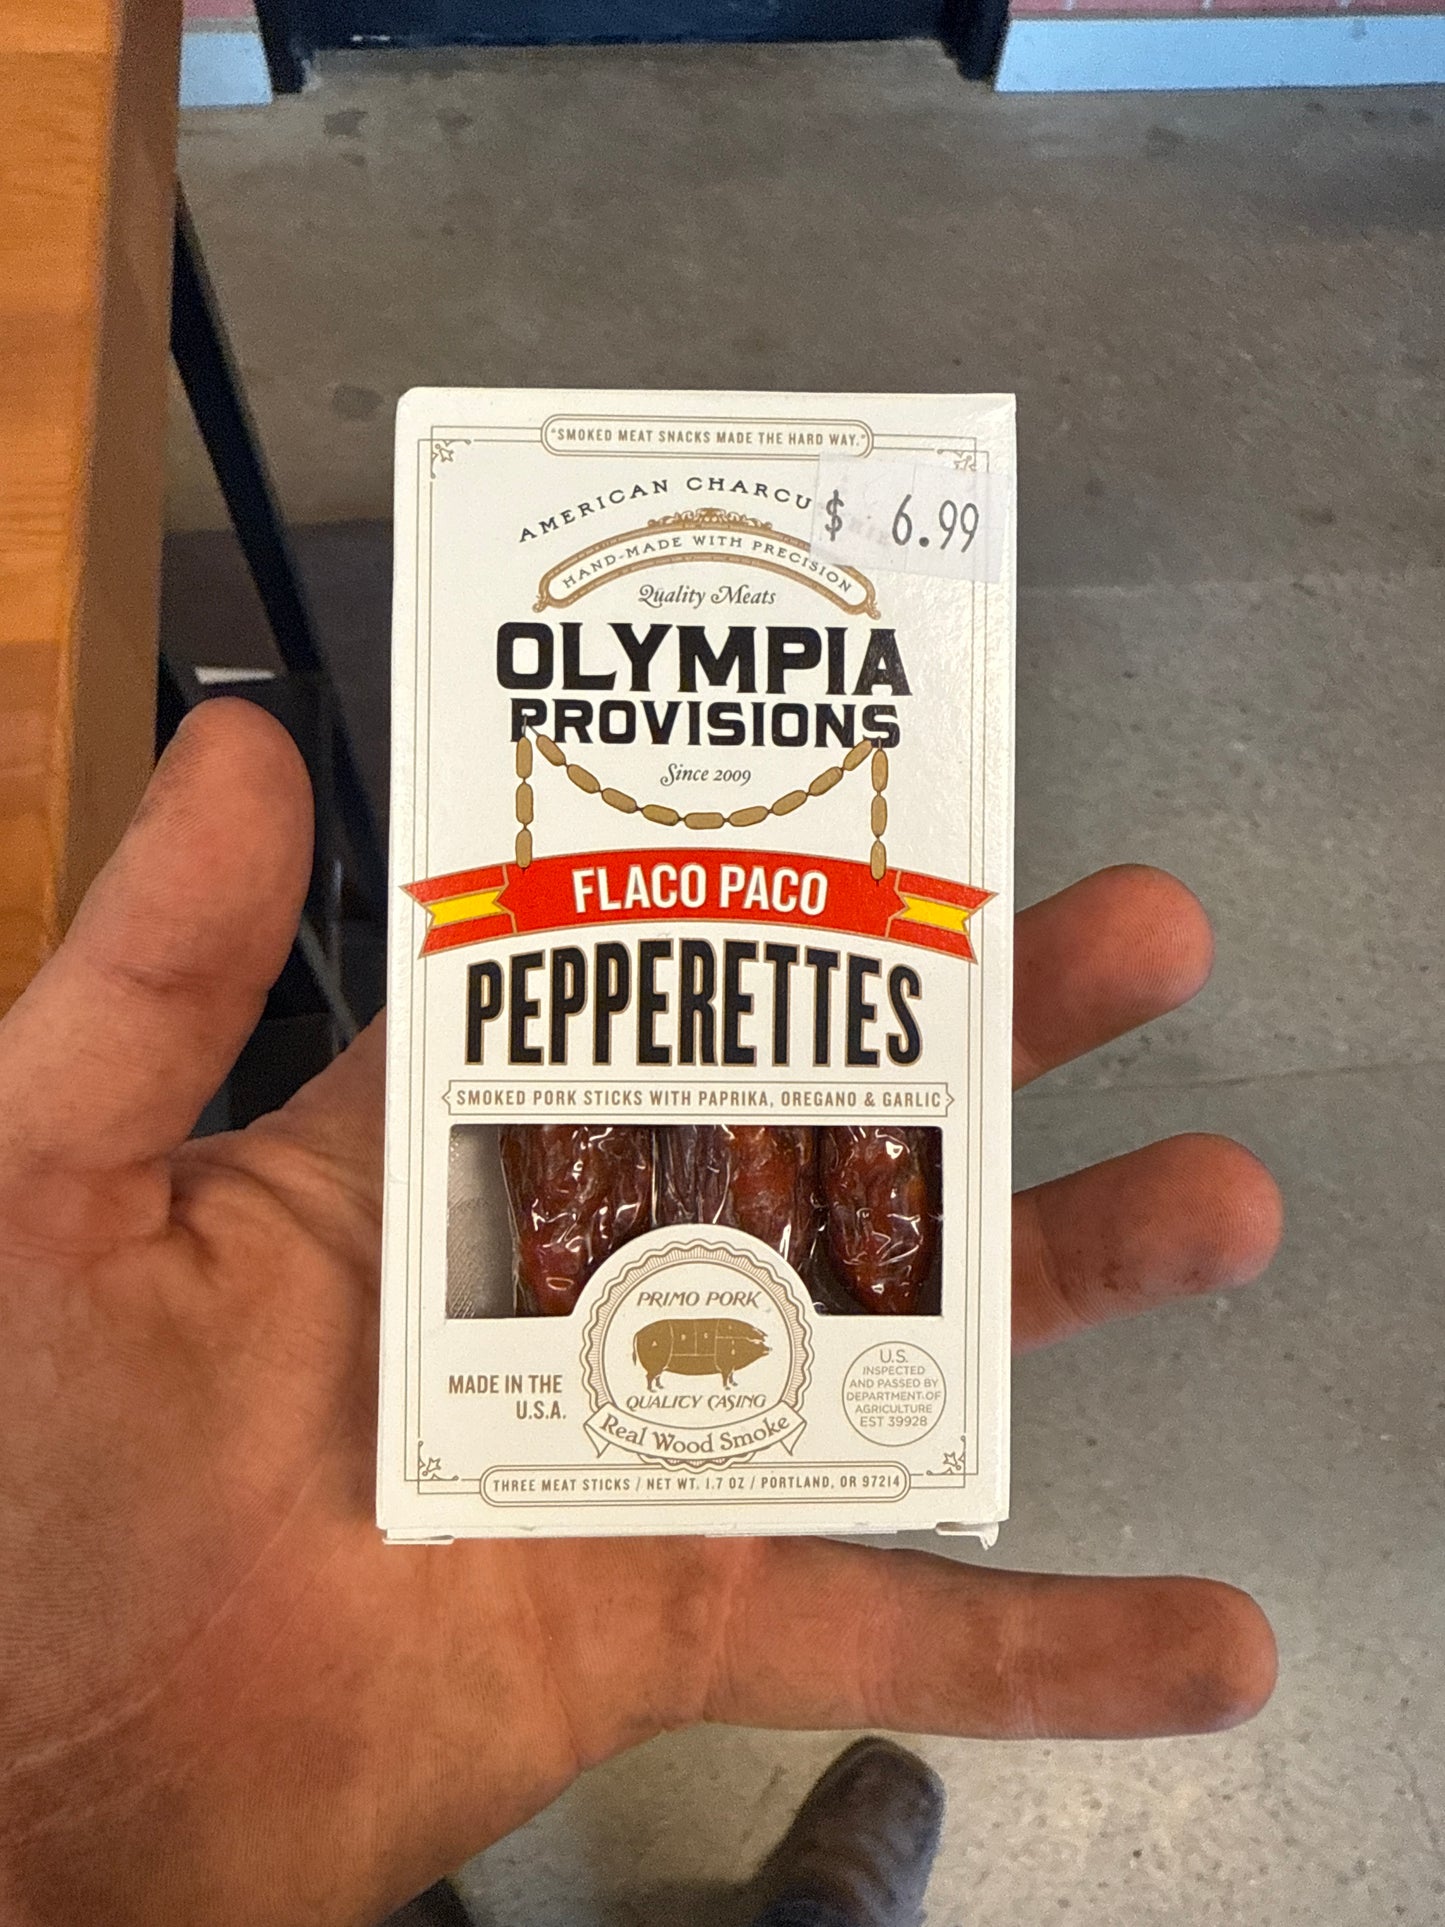 "SMOKED MEAT SNACKS MADE THE HARD WAY."
AMERICAN CHARCU
$ 6.99
HAND-MADE WITH PRECISION
Quality Meats
OLYMPIA
PROVISIONS
Since 2009
FLACO PACO
PEPPERETTES
SMOKED PORK STICKS WITH PAPRIKA, OREGANO & GARLIC
PRIMO PORK
QUALITY CASING
Real Wood Smoke
MADE IN THE
U.S.A.
U.S.
INSPECTED
AND PASSED BY
DEPARTMENT OF
AGRICULTURE
EST 39928
THREE MEAT STICKS / NET WT. 1.7 OZ / PORTLAND, OR 97214